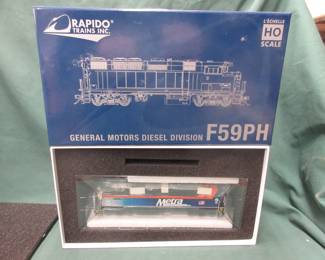 RAPIDO
TRAINS INC.
L'ÉCHELLE
HO
SCALE
GENERAL MOTORS DIESEL DIVISION F59PH
Metra